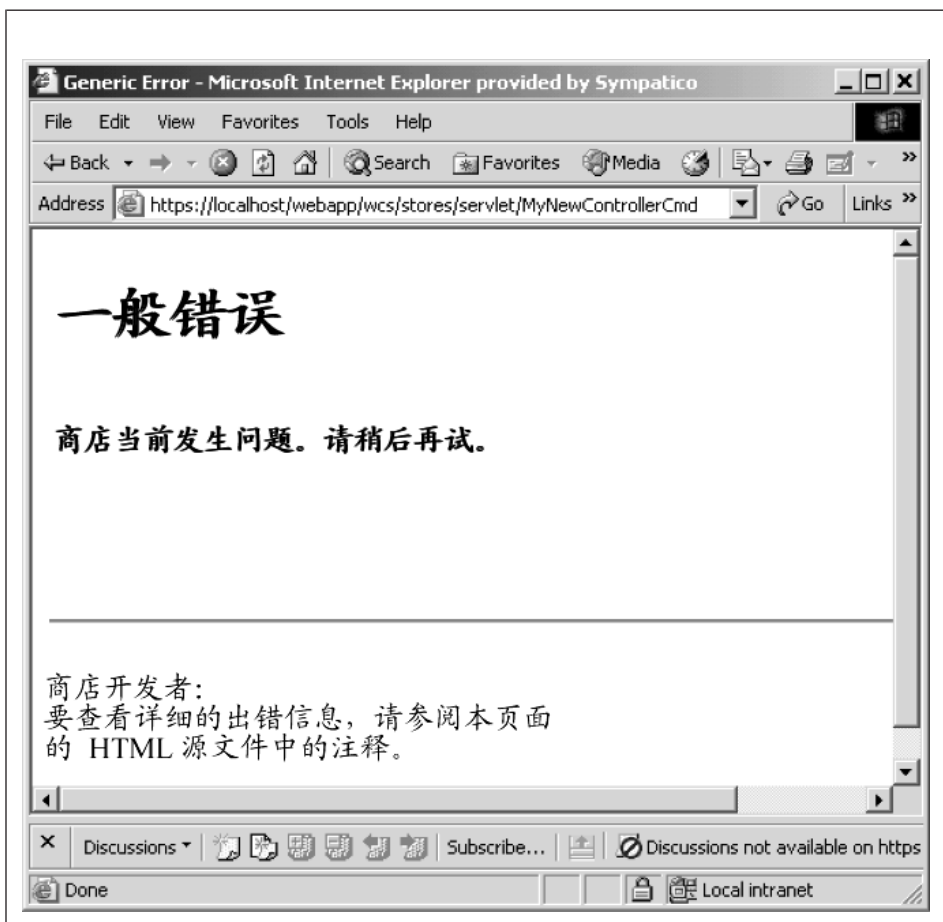 Generic Error - Microsoft Internet Explorer provided by Sympatico
File Edit View Favorites Tools Help
Back Search Favorites Media »
Address https://localhost/webapp/wcs/stores/servlet/MyNewControllerCmd Go Links »
一般错误
商店当前发生问题。请稍后再试。
商店开发者:
要查看详细的出错信息，请参阅本页面
的 HTML 源文件中的注释。
Discussions Subscribe... Discussions not available on https
Done Local intranet